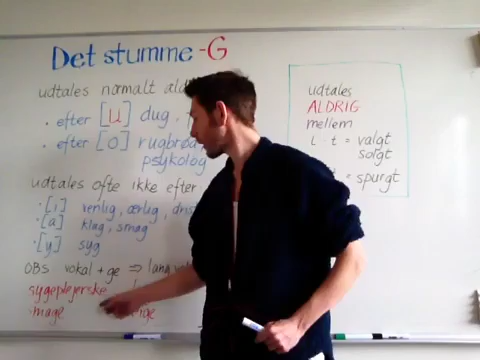 Det stumme -G
udtales normalt
• efter [u] dug,
• efter [o] rugbrød
psykolog
udtales ofte ikke efter
• [i] venlig, ærlig,
• [a] klag, smag
• [y] syg
OBS vokal + ge ⇒
sygeplejerske
mage
udtales
ALDRIG
mellem
L - t = valgt
solgt
= spurgt